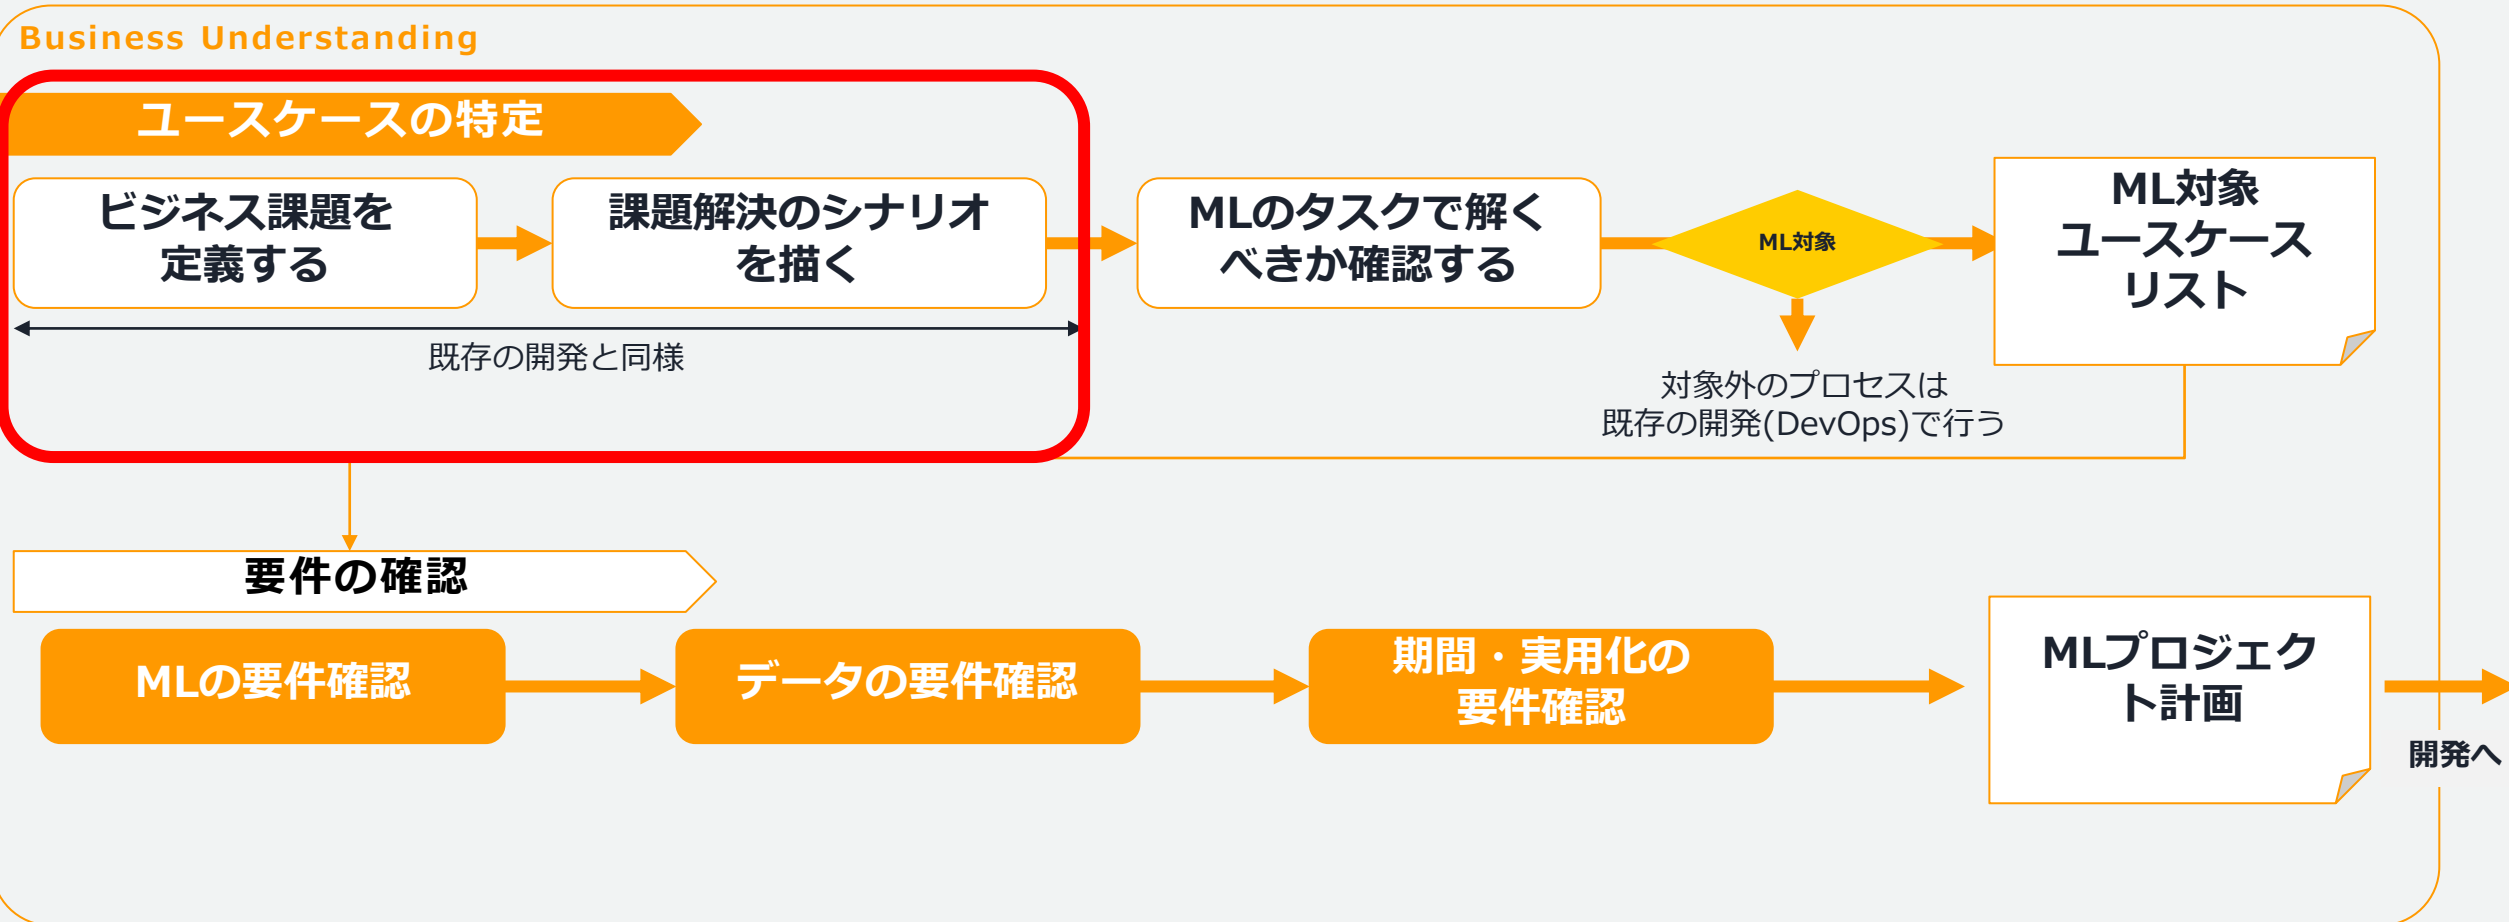 Business Understanding
ユースケースの特定
ビジネス課題を
定義する
課題解決のシナリオ
を描く
MLのタスクで解く
べきか確認する
ML対象
ML対象
ユースケース
リスト
既存の開発と同様
対象外のプロセスは
既存の開発(DevOps)で行う
要件の確認
MLの要件確認
データの要件確認
期間・実用化の
要件確認
MLプロジェク
ト計画
開発へ